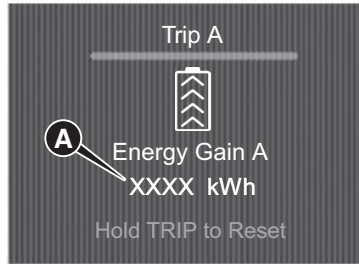 Trip A
A
Energy Gain A
XXXX kWh
Hold TRIP to Reset